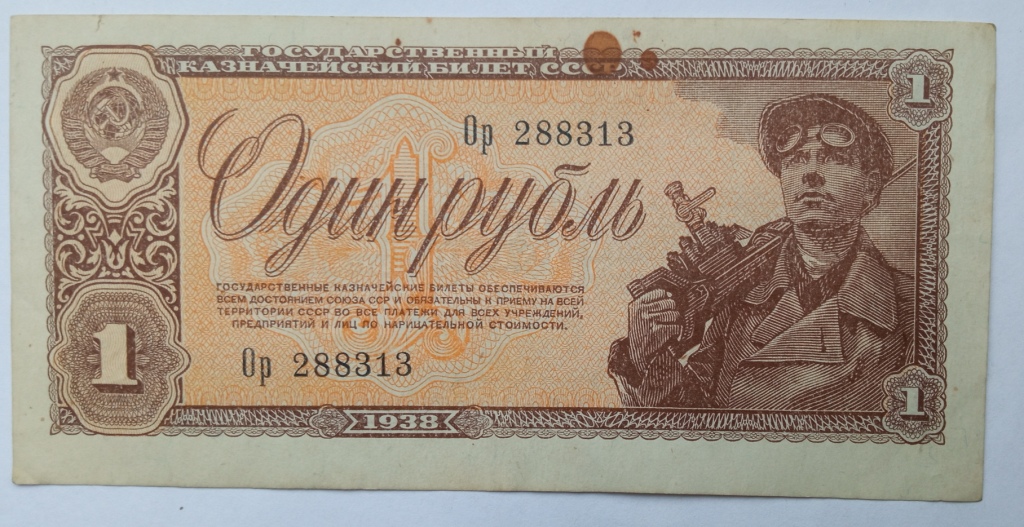 ГОСУДАРСТВЕННЫЙ
КАЗНАЧЕЙСКИЙ БИЛЕТ СССР
1
Ор 288313
Один рубль
ГОСУДАРСТВЕННЫЕ КАЗНАЧЕЙСКИЕ БИЛЕТЫ ОБЕСПЕЧИВАЮТСЯ
ВСЕМ ДОСТОЯНИЕМ СОЮЗА ССР И ОБЯЗАТЕЛЬНЫ К ПРИЕМУ НА ВСЕЙ
ТЕРРИТОРИИ СССР ВО ВСЕ ПЛАТЕЖИ ДЛЯ ВСЕХ УЧРЕЖДЕНИЙ,
ПРЕДПРИЯТИЙ И ЛИЦ ПО НАРИЦАТЕЛЬНОЙ СТОИМОСТИ.
1
Ор 288313
1
1938